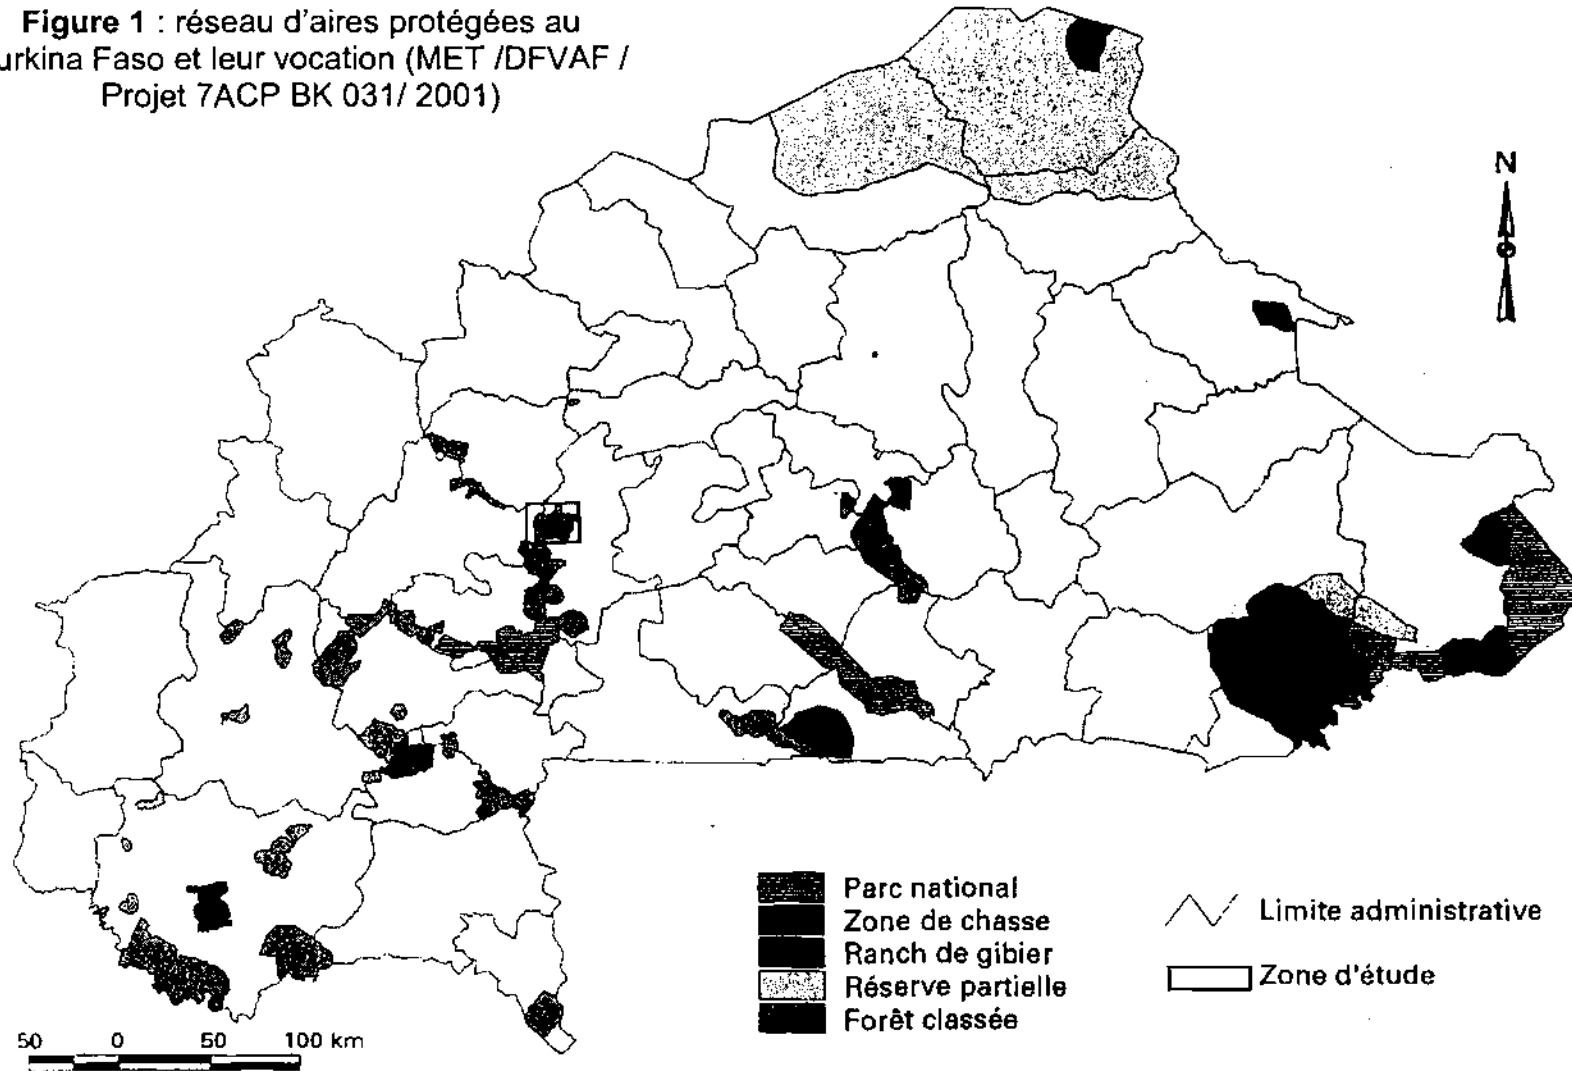 Figure 1 : réseau d'aires protégées au
urkina Faso et leur vocation (MET /DFVAF /
Projet 7ACP BK 031/ 2001)
N
Parc national
Zone de chasse
Ranch de gibier
Réserve partielle
Forêt classée
Limite administrative
Zone d'étude
50 0 50 100 km